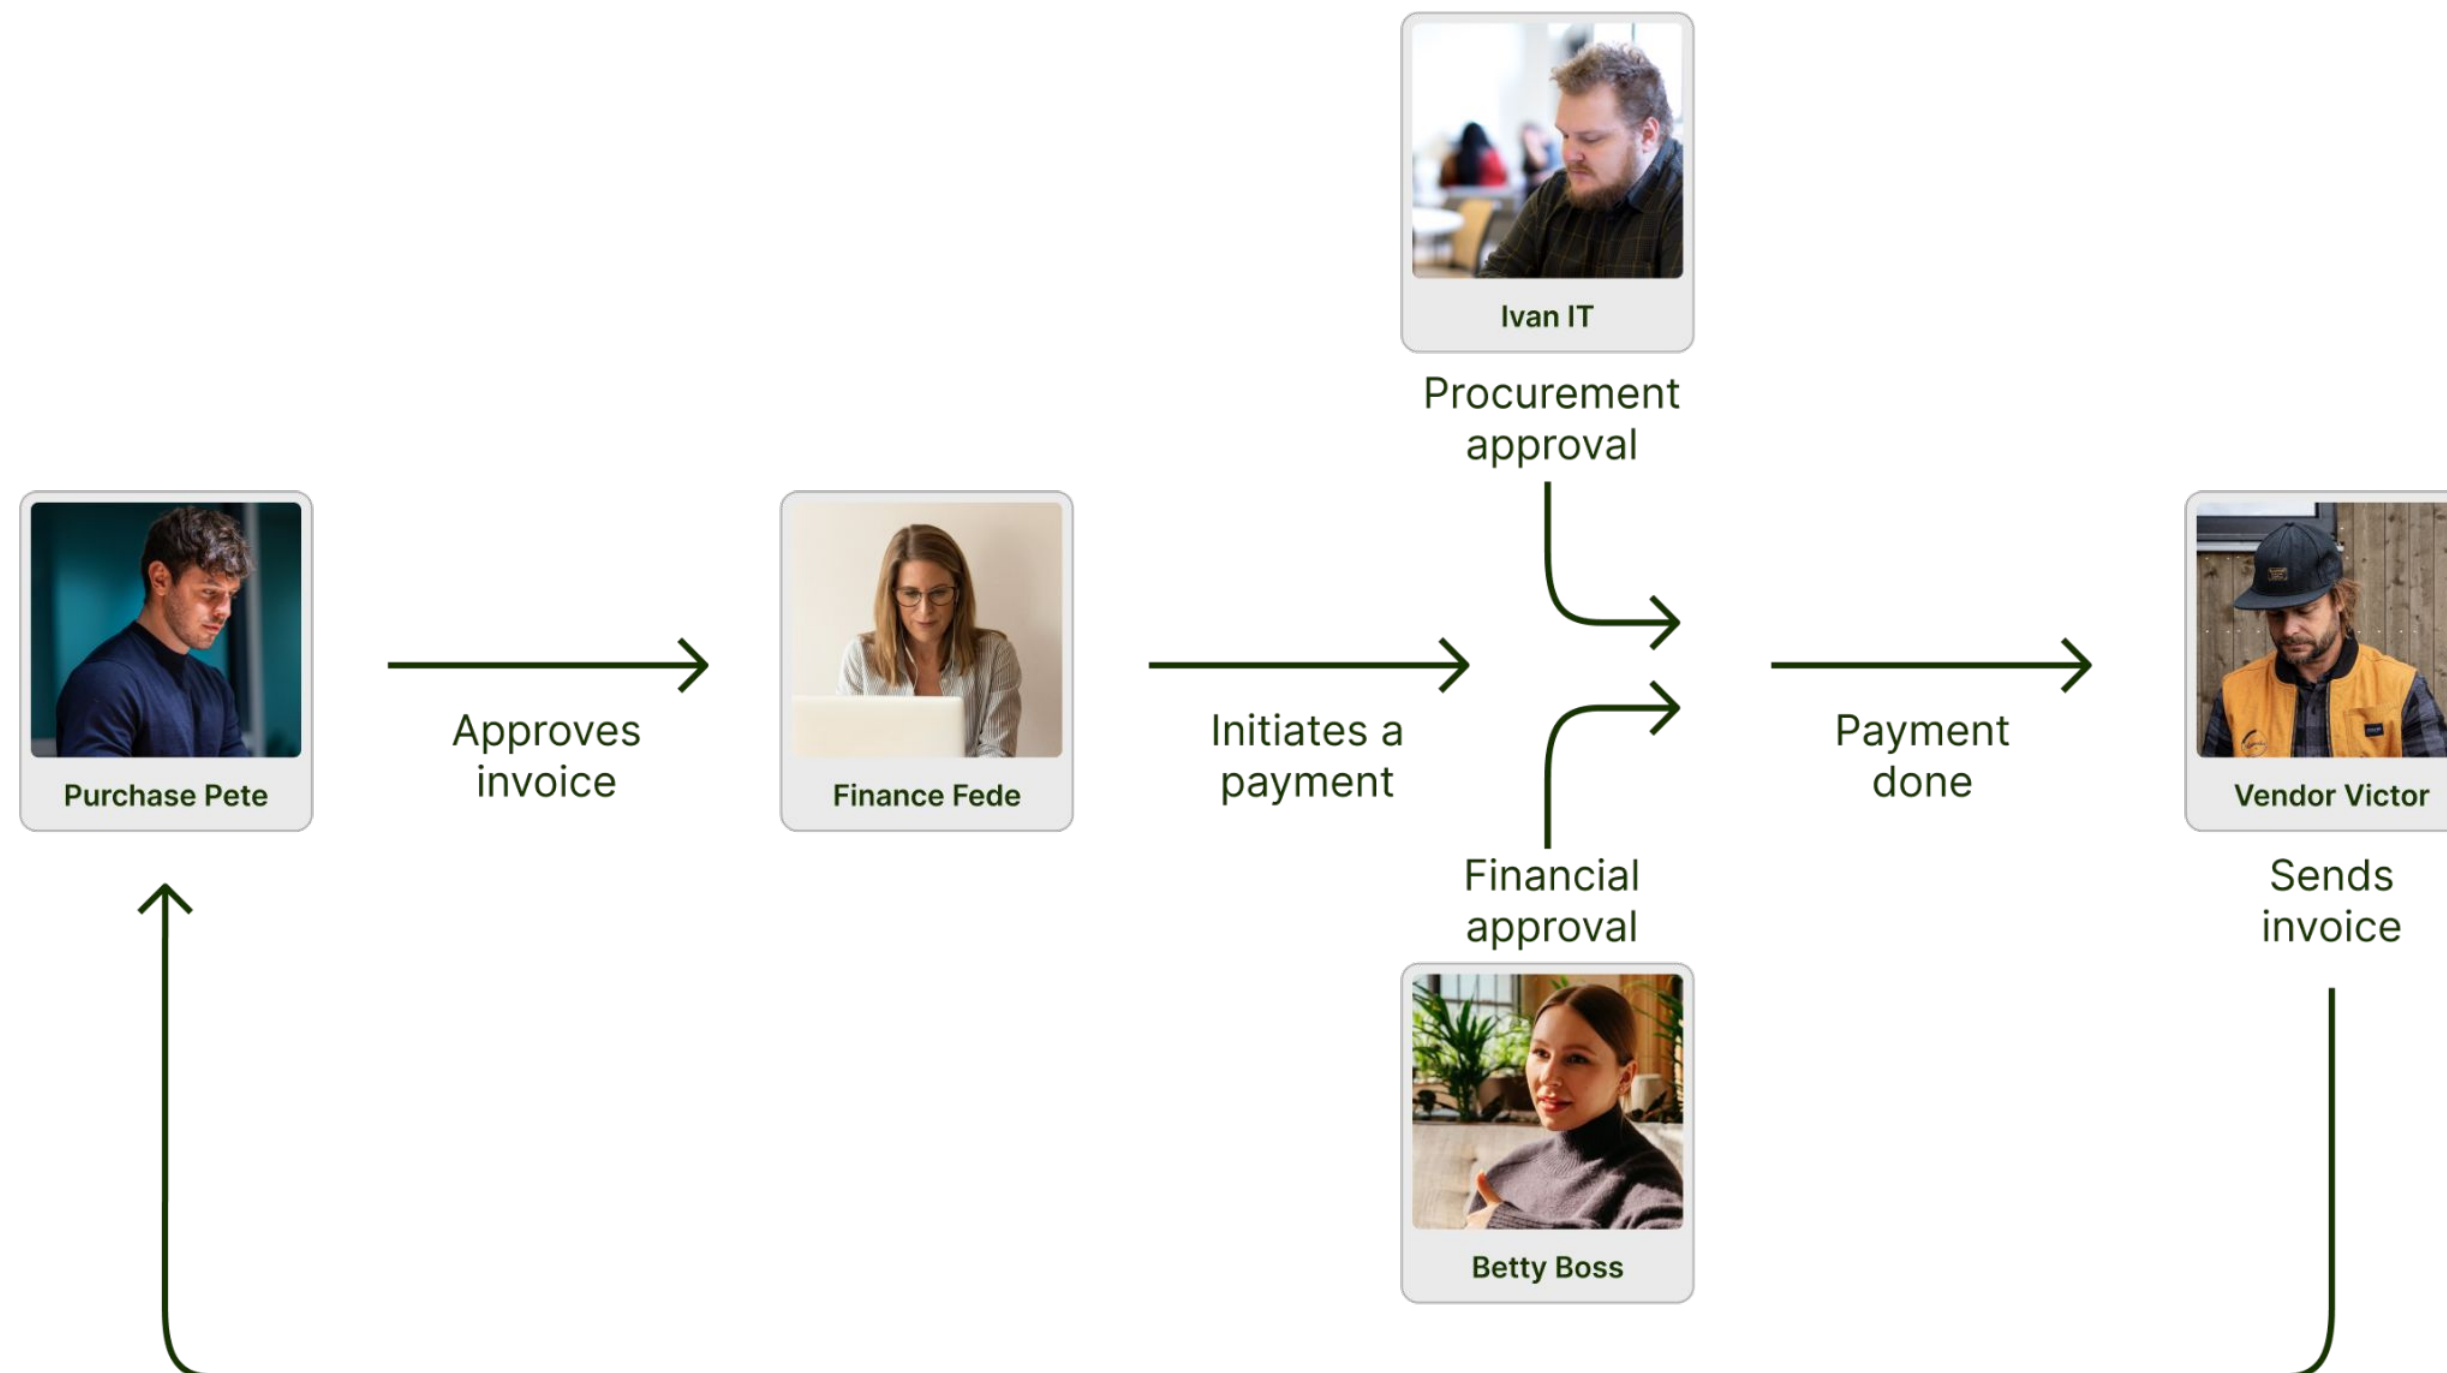 Ivan IT
Procurement
approval
Purchase Pete
Approves
invoice
Finance Fede
Initiates a
payment
Payment
done
Vendor Victor
Financial
approval
Sends
invoice
Betty Boss